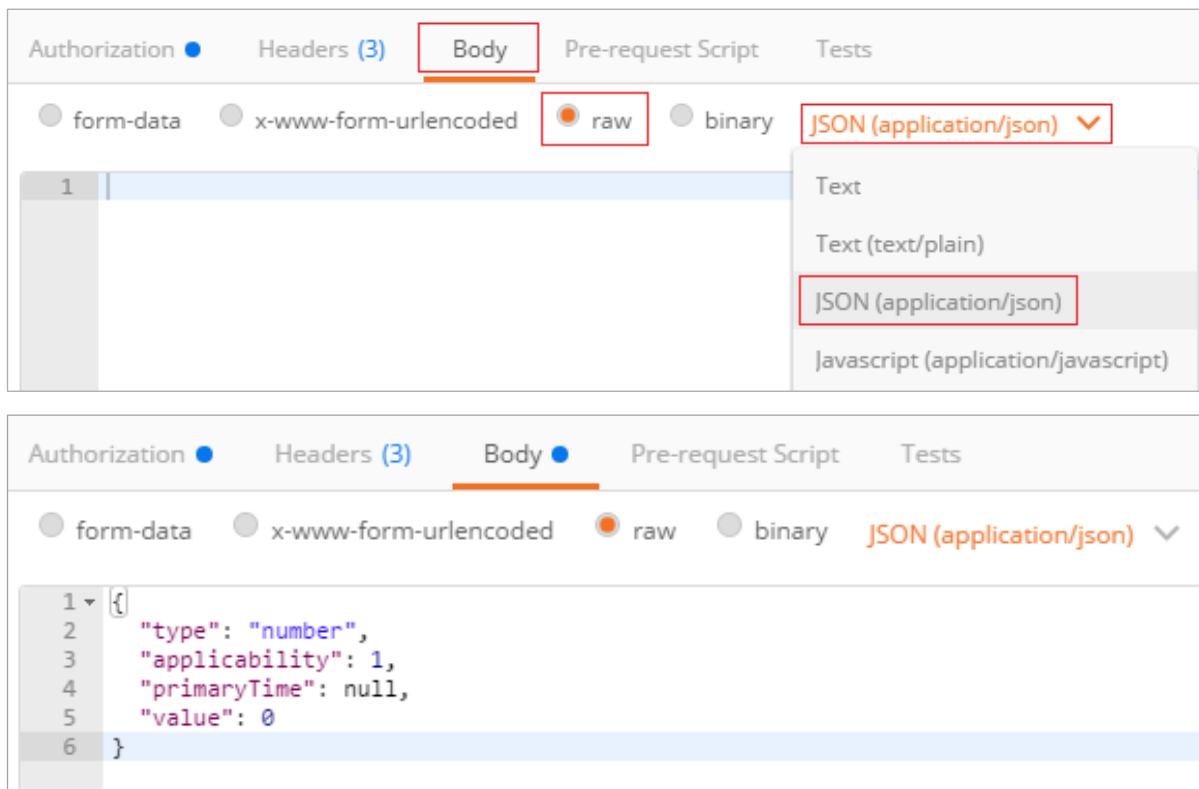 Authorization Headers (3) Body Pre-request Script Tests
form-data x-www-form-urlencoded raw binary JSON (application/json)
1
Text
Text (text/plain)
JSON (application/json)
Javascript (application/javascript)
Authorization Headers (3) Body Pre-request Script Tests
form-data x-www-form-urlencoded raw binary JSON (application/json)
1 {
2 "type": "number",
3 "applicability": 1,
4 "primaryTime": null,
5 "value": 0
6 }